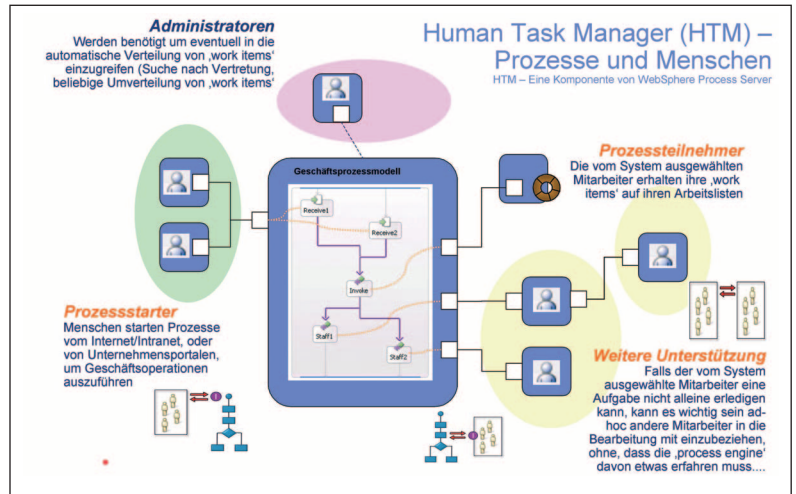 Administratoren
Werden benötigt um eventuell in die
automatische Verteilung von ‚work items'
einzugreifen (Suche nach Vertretung,
beliebige Umverteilung von ‚work items'
Human Task Manager (HTM) –
Prozesse und Menschen
HTM – Eine Komponente von WebSphere Process Server
Geschäftsprozessmodell
Receive1
Receive2
Invoke
Staff1
Staff2
Prozessteilnehmer
Die vom System ausgewählten
Mitarbeiter erhalten ihre ‚work
items' auf ihren Arbeitslisten
Prozessstarter
Menschen starten Prozesse
vom Internet/Intranet, oder
von Unternehmensportalen,
um Geschäftsoperationen
auszuführen
Weitere Unterstützung
Falls der vom System
ausgewählte Mitarbeiter eine
Aufgabe nicht alleine erledigen
kann, kann es wichtig sein ad-
hoc andere Mitarbeiter in die
Bearbeitung mit einzubeziehen,
ohne, dass die ‚process engine'
davon etwas erfahren muss....